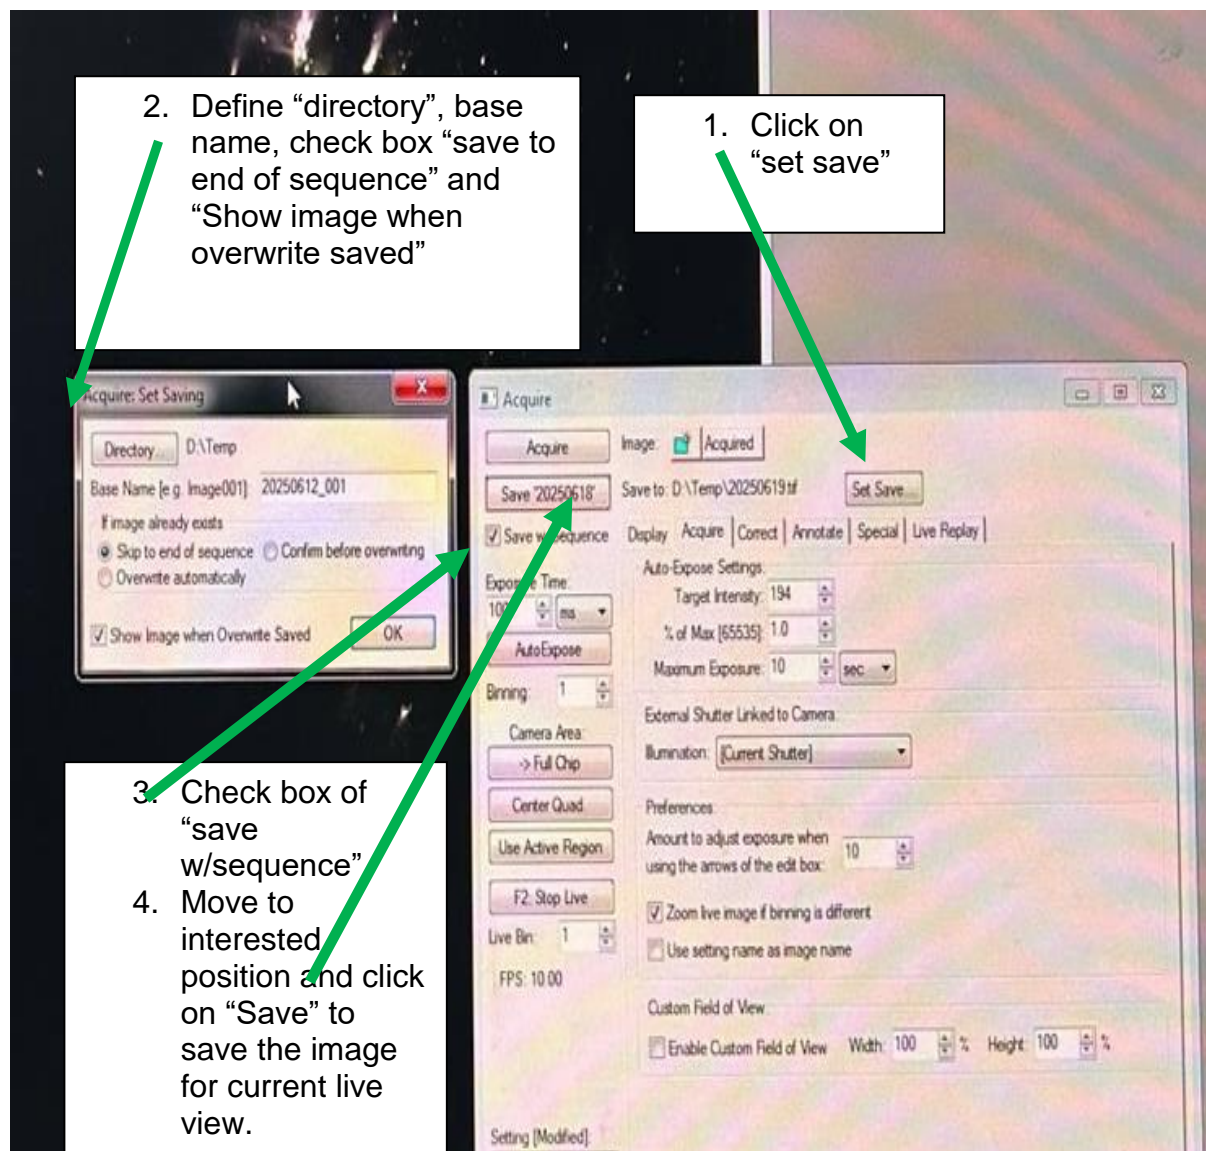 2. Define “directory”, base
name, check box “save to
end of sequence” and
“Show image when
overwrite saved”
1. Click on
“set save”
Acquire: Set Saving
Directory... D:\Temp
Base Name [e.g. Image001]: 20250612_001
If image already exists
Skip to end of sequence Confirm before overwriting
Overwrite automatically
Show Image when Overwrite Saved OK
Acquire
Acquire Image: Acquired
Save '20250618' Save to: D:\Temp\20250619.tif Set Save...
Save w/Sequence
Display Acquire Correct Annotate Special Live Replay
Exposure Time:
100 ms
AutoExpose
Binning: 1
Camera Area:
-> Full Chip
Center Quad
Use Active Region
F2: Stop Live
Live Bin: 1
FPS: 10.00
Auto-Expose Settings:
Target Intensity: 194
% of Max [65535]: 1.0
Maximum Exposure: 10 sec
External Shutter Linked to Camera:
Illumination: [Current Shutter]
Preferences
Amount to adjust exposure when
using the arrows of the edit box: 10
Zoom live image if binning is different
Use setting name as image name
Custom Field of View
Enable Custom Field of View Width: 100 % Height: 100 %
Setting [Modified]:
3. Check box of
“save
w/sequence”
4. Move to
interested
position and click
on “Save” to
save the image
for current live
view.